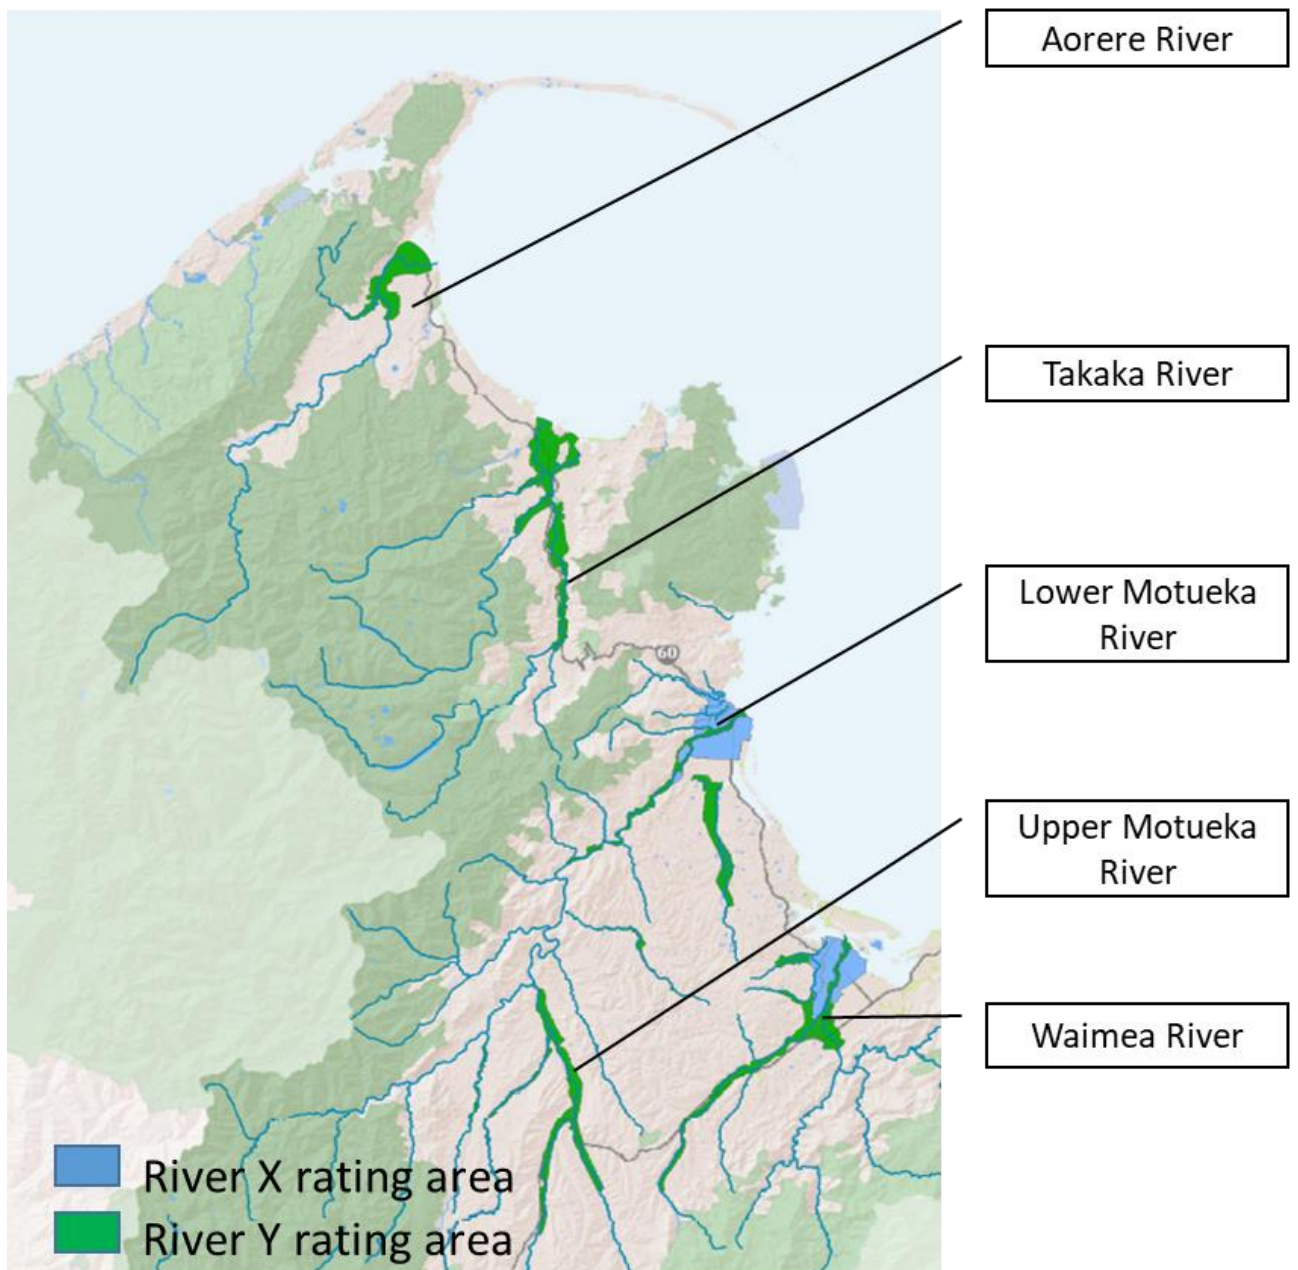 Aorere River
Takaka River
60
Lower Motueka
River
Upper Motueka
River
Waimea River
River X rating area
River Y rating area